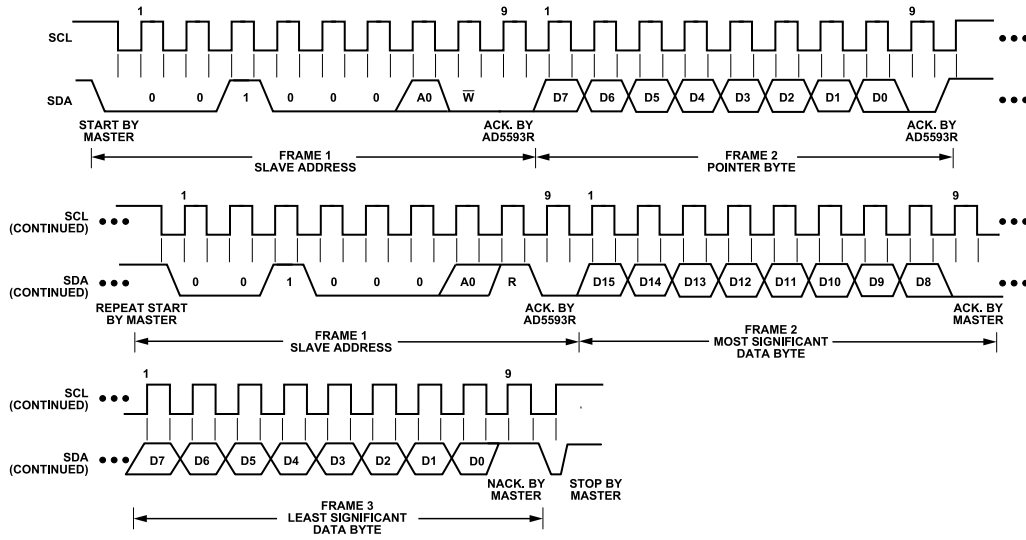 1 9 1 9
SCL
SDA 0 0 1 0 0 0 A0 W̅ D7 D6 D5 D4 D3 D2 D1 D0
START BY
MASTER
ACK. BY
AD5593R
ACK. BY
AD5593R
FRAME 1
SLAVE ADDRESS
FRAME 2
POINTER BYTE
1 9 1 9
SCL
(CONTINUED)
SDA
(CONTINUED)
0 0 1 0 0 0 A0 R D15 D14 D13 D12 D11 D10 D9 D8
REPEAT START
BY MASTER
ACK. BY
AD5593R
ACK. BY
MASTER
FRAME 1
SLAVE ADDRESS
FRAME 2
MOST SIGNIFICANT
DATA BYTE
1 9
SCL
(CONTINUED)
SDA
(CONTINUED)
D7 D6 D5 D4 D3 D2 D1 D0
NACK. BY
MASTER
STOP BY
MASTER
FRAME 3
LEAST SIGNIFICANT
DATA BYTE